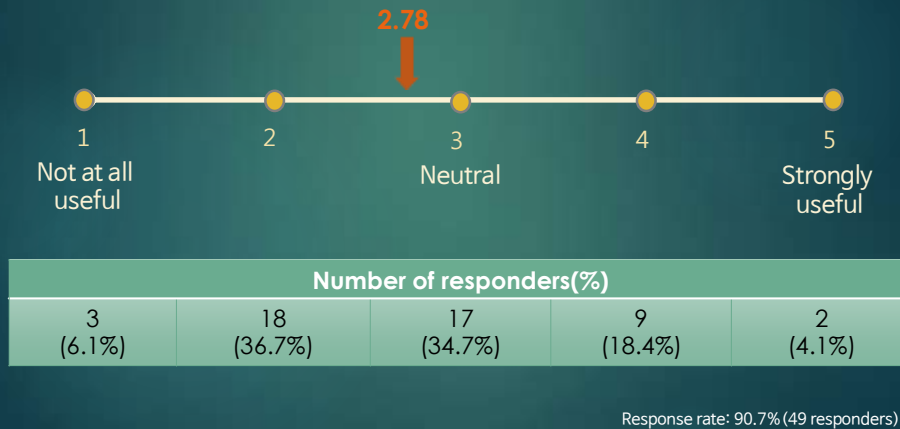 2.78
1 2 3 4 5
Not at all Neutral Strongly
useful useful
Number of responders(%)
3 18 17 9 2
(6.1%) (36.7%) (34.7%) (18.4%) (4.1%)
Response rate: 90.7% (49 responders)